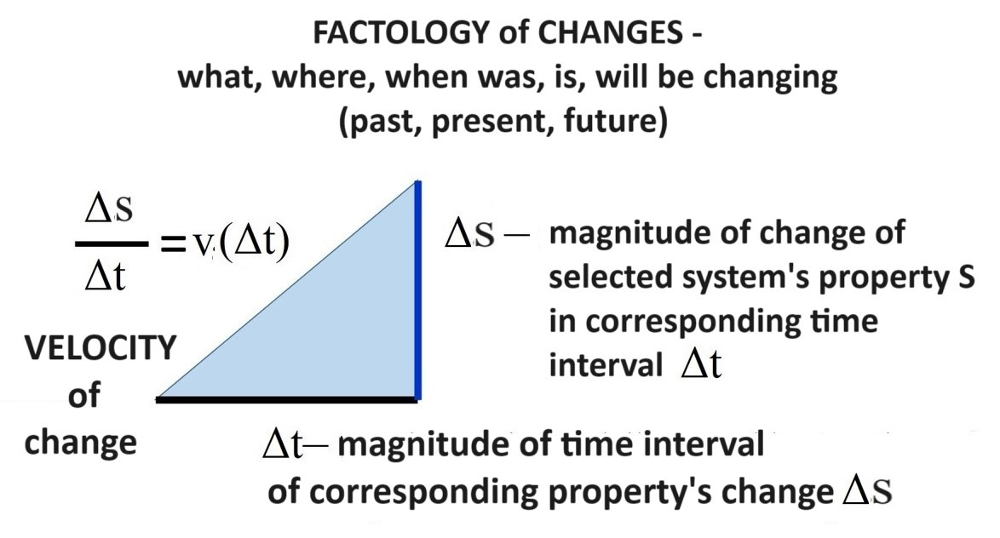 FACTOLOGY of CHANGES -
what, where, when was, is, will be changing
(past, present, future)
Δs
Δt
=v(Δt)
Δs – magnitude of change of
selected system's property S
in corresponding time
interval Δt
VELOCITY
of
change
Δt– magnitude of time interval
of corresponding property's change Δs